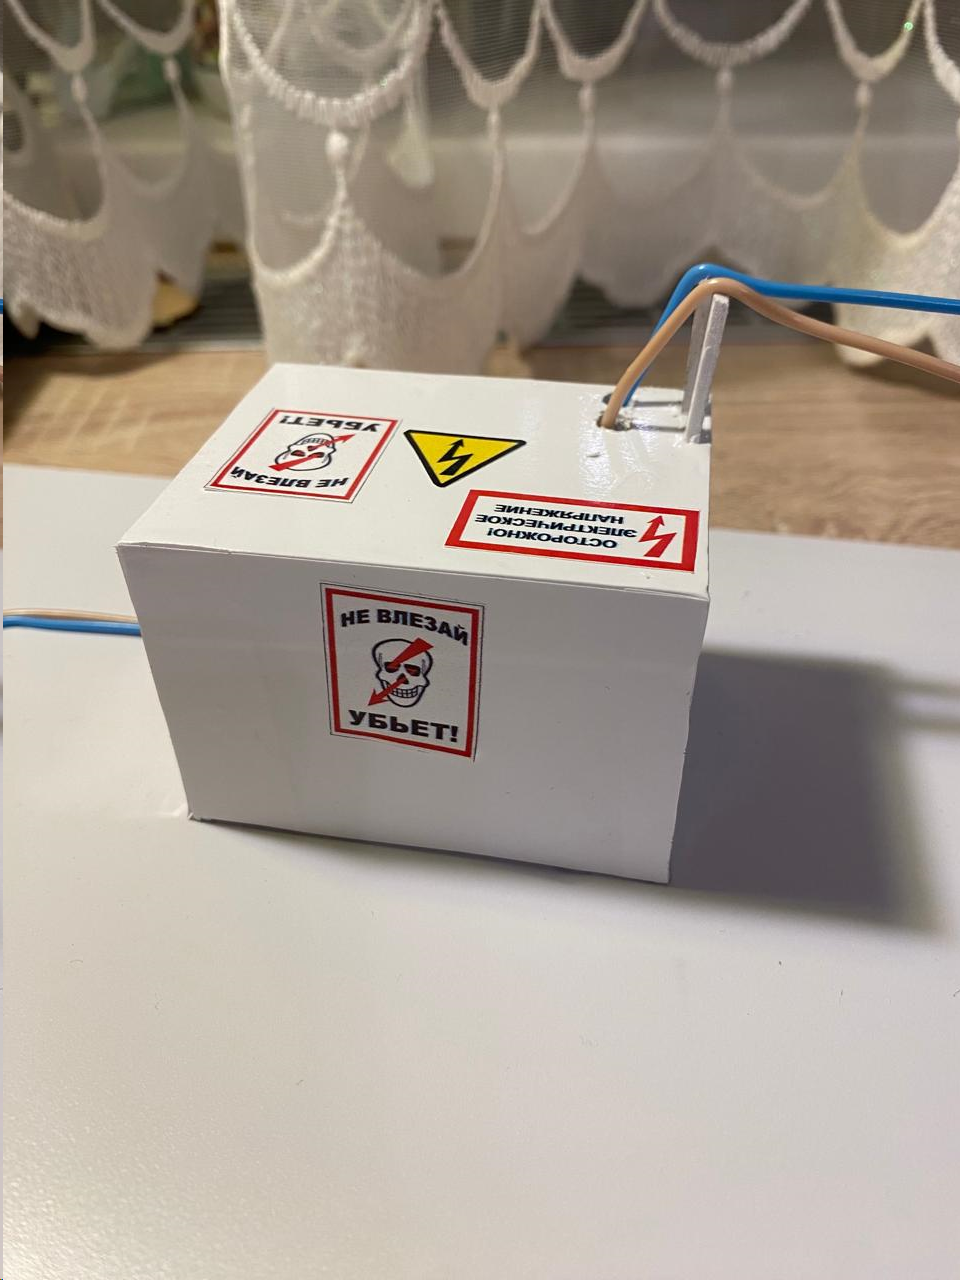 НЕ ВЛЕЗАЙ
УБЬЕТ!
ОСТОРОЖНО!
ЭЛЕКТРИЧЕСКОЕ
НАПРЯЖЕНИЕ
НЕ ВЛЕЗАЙ
УБЬЕТ!